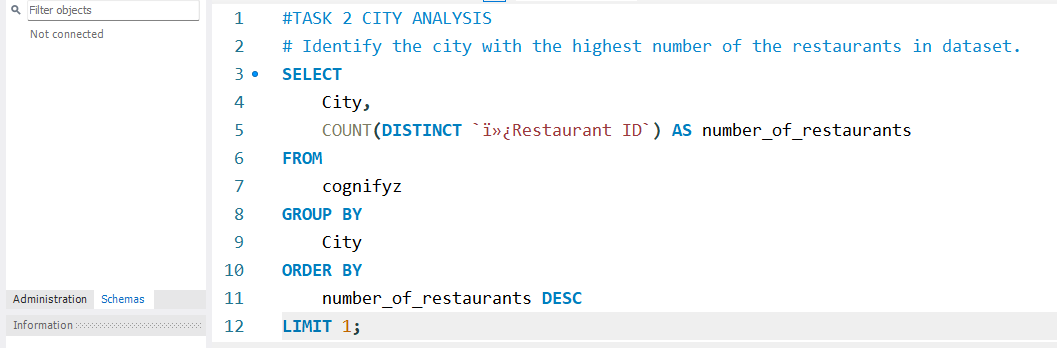 Filter objects
Not connected
Administration Schemas
Information
1 #TASK 2 CITY ANALYSIS
2 # Identify the city with the highest number of the restaurants in dataset.
3 SELECT
4 City,
5 COUNT(DISTINCT `ï»¿Restaurant ID`) AS number_of_restaurants
6 FROM
7 cognifyz
8 GROUP BY
9 City
10 ORDER BY
11 number_of_restaurants DESC
12 LIMIT 1;